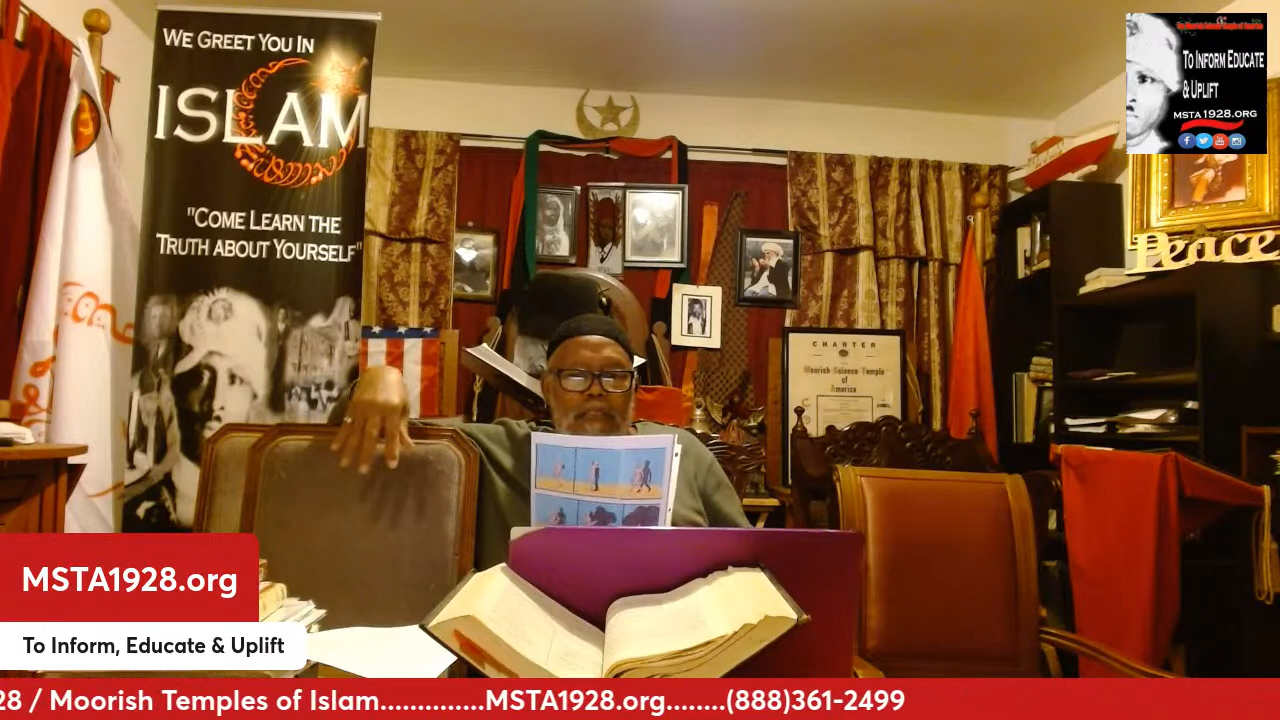 WE GREET YOU IN
ISLAM
"COME LEARN THE
TRUTH ABOUT YOURSELF"
TO INFORM EDUCATE
& UPLIFT
MSTA 1928.ORG
Peace
CHARTER
Moorish Science Temple
of
America
MSTA1928.org
To Inform, Educate & Uplift
28 / Moorish Temples of Islam..............MSTA1928.org........(888)361-2499